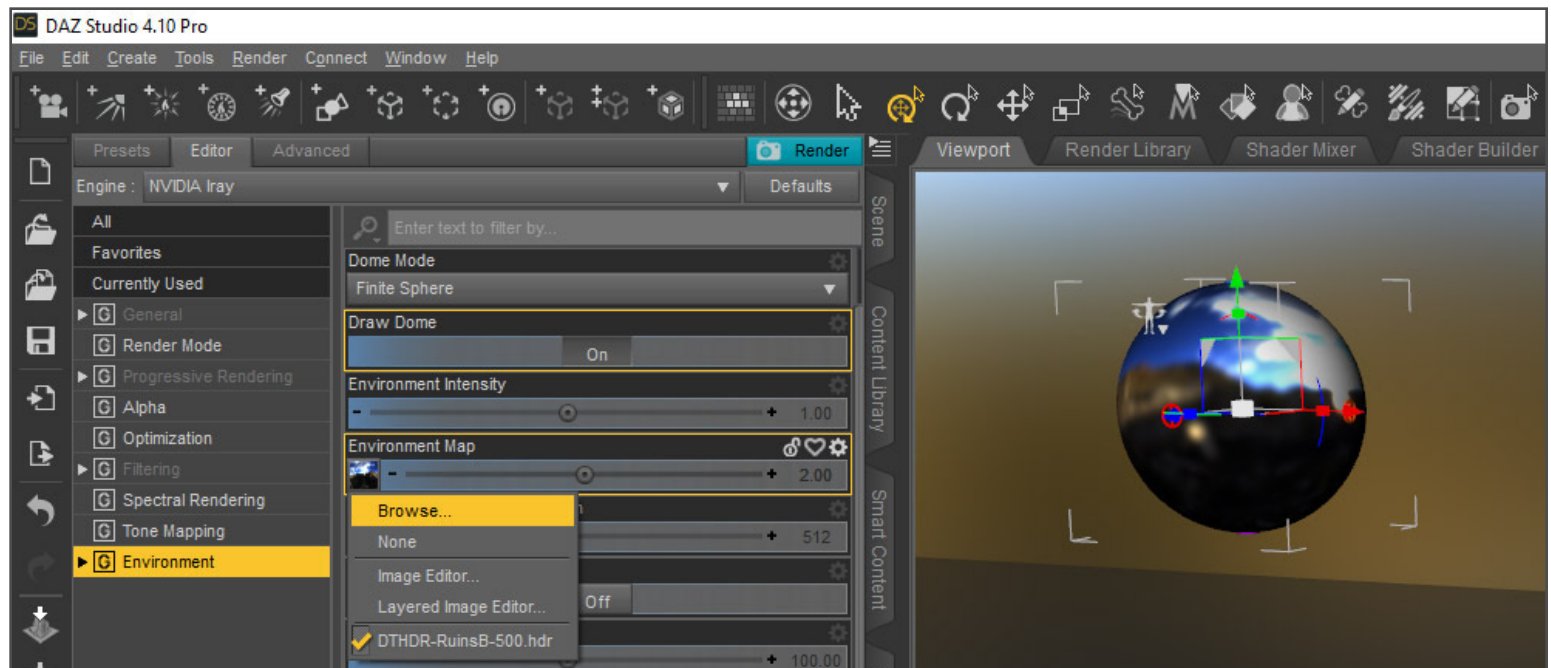 DS DAZ Studio 4.10 Pro
File Edit Create Tools Render Connect Window Help
Presets Editor Advanced Render
Viewport Render Library Shader Mixer Shader Builder
Engine : NVIDIA Iray Defaults
All
Favorites
Currently Used
G General
G Render Mode
G Progressive Rendering
G Alpha
G Optimization
G Filtering
G Spectral Rendering
G Tone Mapping
G Environment
Enter text to filter by...
Dome Mode
Finite Sphere
Draw Dome
On
Environment Intensity
- + 1.00
Environment Map
- + 2.00
Browse...
None
Image Editor...
Layered Image Editor...
DTHDR-RuinsB-500.hdr
+ 512
Off
+ 100.00
Scene
Content Library
Smart Content